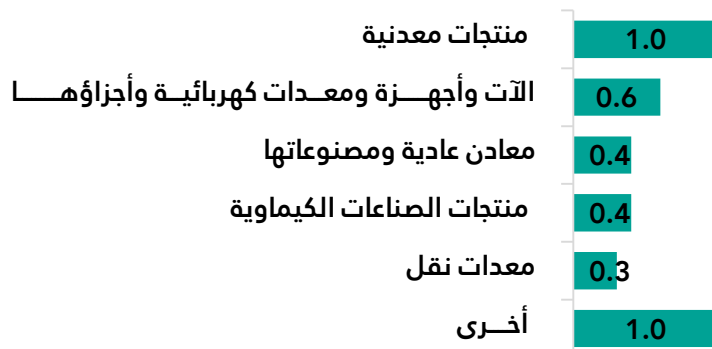 منتجات معدنية 1.0
الآت وأجهـــزة ومعــدات كهربائيــة وأجزاؤهــــا 0.6
معادن عادية ومصنوعاتها 0.4
منتجات الصناعات الكيماوية 0.4
معدات نقل 0.3
أخـــرى 1.0